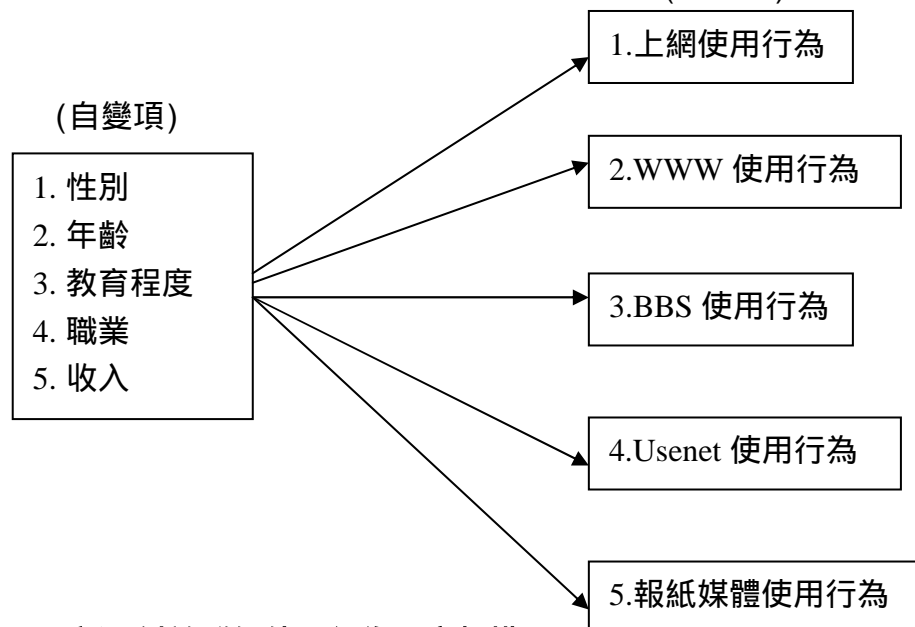 1.上網使用行為
(自變項)
1. 性別
2. 年齡
3. 教育程度
4. 職業
5. 收入
2.WWW 使用行為
3.BBS 使用行為
4.Usenet 使用行為
5.報紙媒體使用行為